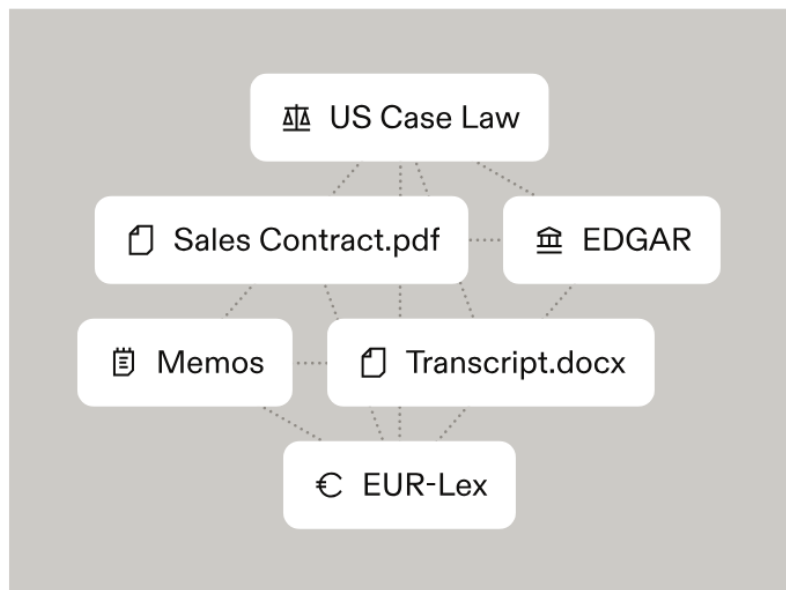 US Case Law
Sales Contract.pdf
EDGAR
Memos
Transcript.docx
EUR-Lex